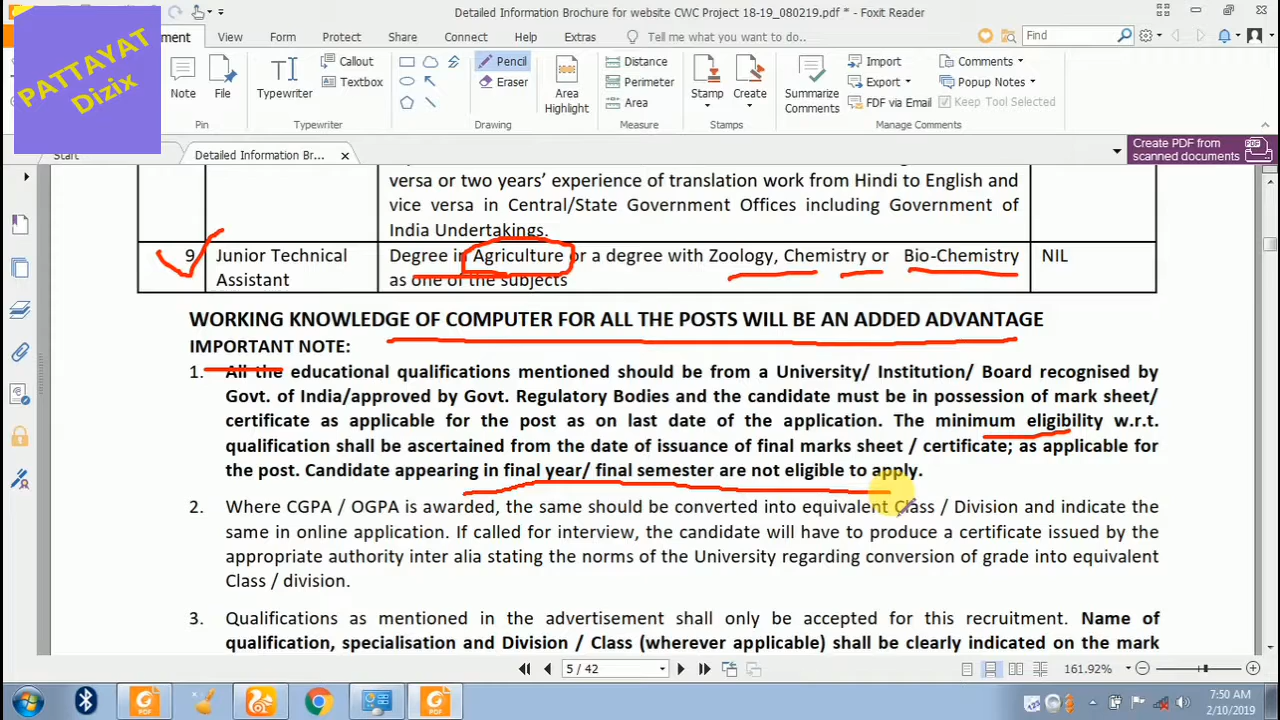 Detailed Information Brochure for website CWC Project 18-19_080219.pdf * - Foxit Reader
PATTAYAT
Dizix
View Form Protect Share Connect Help Extras Tell me what you want to do.. Find
Note File Typewriter Callout Textbox Pencil Eraser Area Highlight Distance Perimeter Area Stamp Create Summarize Comments Import Export FDF via Email Comments Popup Notes Keep Tool Selected
Pin Typewriter Drawing Measure Stamps Manage Comments
Start Detailed Information Br... Create PDF from scanned documents
versa or two years’ experience of translation work from Hindi to English and
vice versa in Central/State Government Offices including Government of
India Undertakings.
9 Junior Technical Degree in Agriculture or a degree with Zoology, Chemistry or Bio-Chemistry NIL
Assistant as one of the subjects
WORKING KNOWLEDGE OF COMPUTER FOR ALL THE POSTS WILL BE AN ADDED ADVANTAGE
IMPORTANT NOTE:
1. All the educational qualifications mentioned should be from a University/ Institution/ Board recognised by
Govt. of India/approved by Govt. Regulatory Bodies and the candidate must be in possession of mark sheet/
certificate as applicable for the post as on last date of the application. The minimum eligibility w.r.t.
qualification shall be ascertained from the date of issuance of final marks sheet / certificate; as applicable for
the post. Candidate appearing in final year/ final semester are not eligible to apply.
2. Where CGPA / OGPA is awarded, the same should be converted into equivalent Class / Division and indicate the
same in online application. If called for interview, the candidate will have to produce a certificate issued by the
appropriate authority inter alia stating the norms of the University regarding conversion of grade into equivalent
Class / division.
3. Qualifications as mentioned in the advertisement shall only be accepted for this recruitment. Name of
qualification, specialisation and Division / Class (wherever applicable) shall be clearly indicated on the mark
5 / 42 161.92%
7:50 AM
2/10/2019